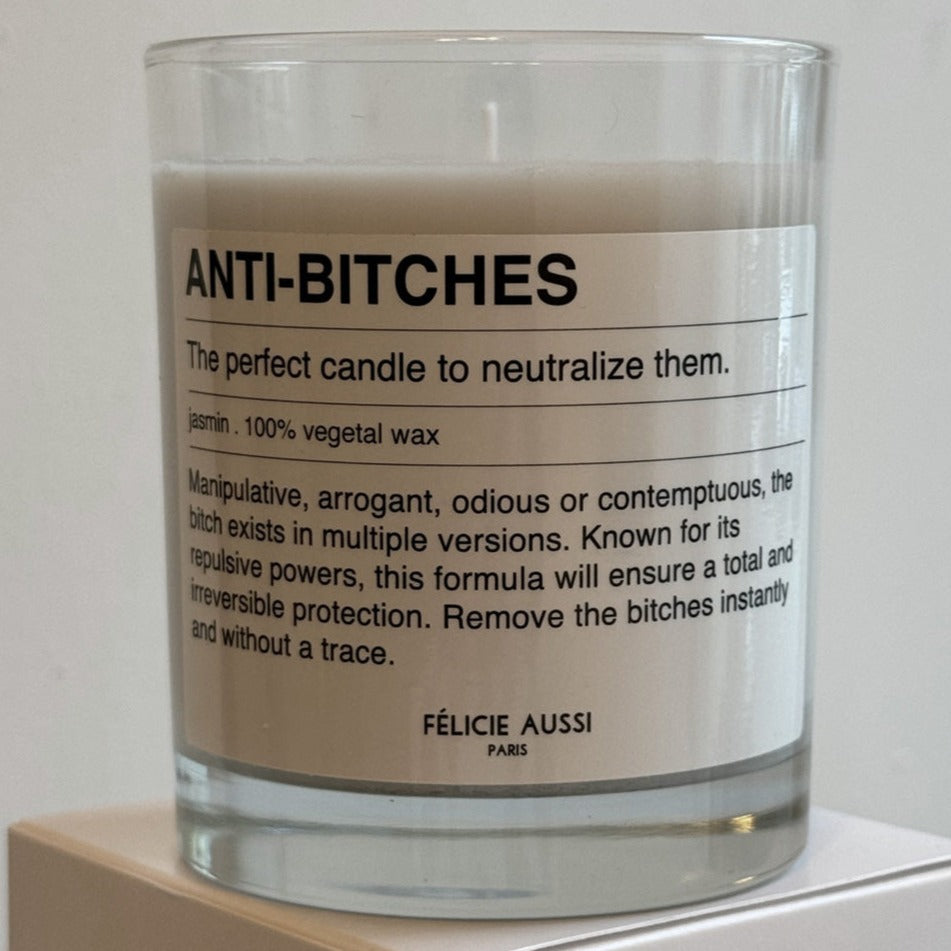 ANTI-BITCHES
The perfect candle to neutralize them.
jasmin . 100% vegetal wax
Manipulative, arrogant, odious or contemptuous, the
bitch exists in multiple versions. Known for its
repulsive powers, this formula will ensure a total and
irreversible protection. Remove the bitches instantly
and without a trace.
FÉLICIE AUSSI
PARIS